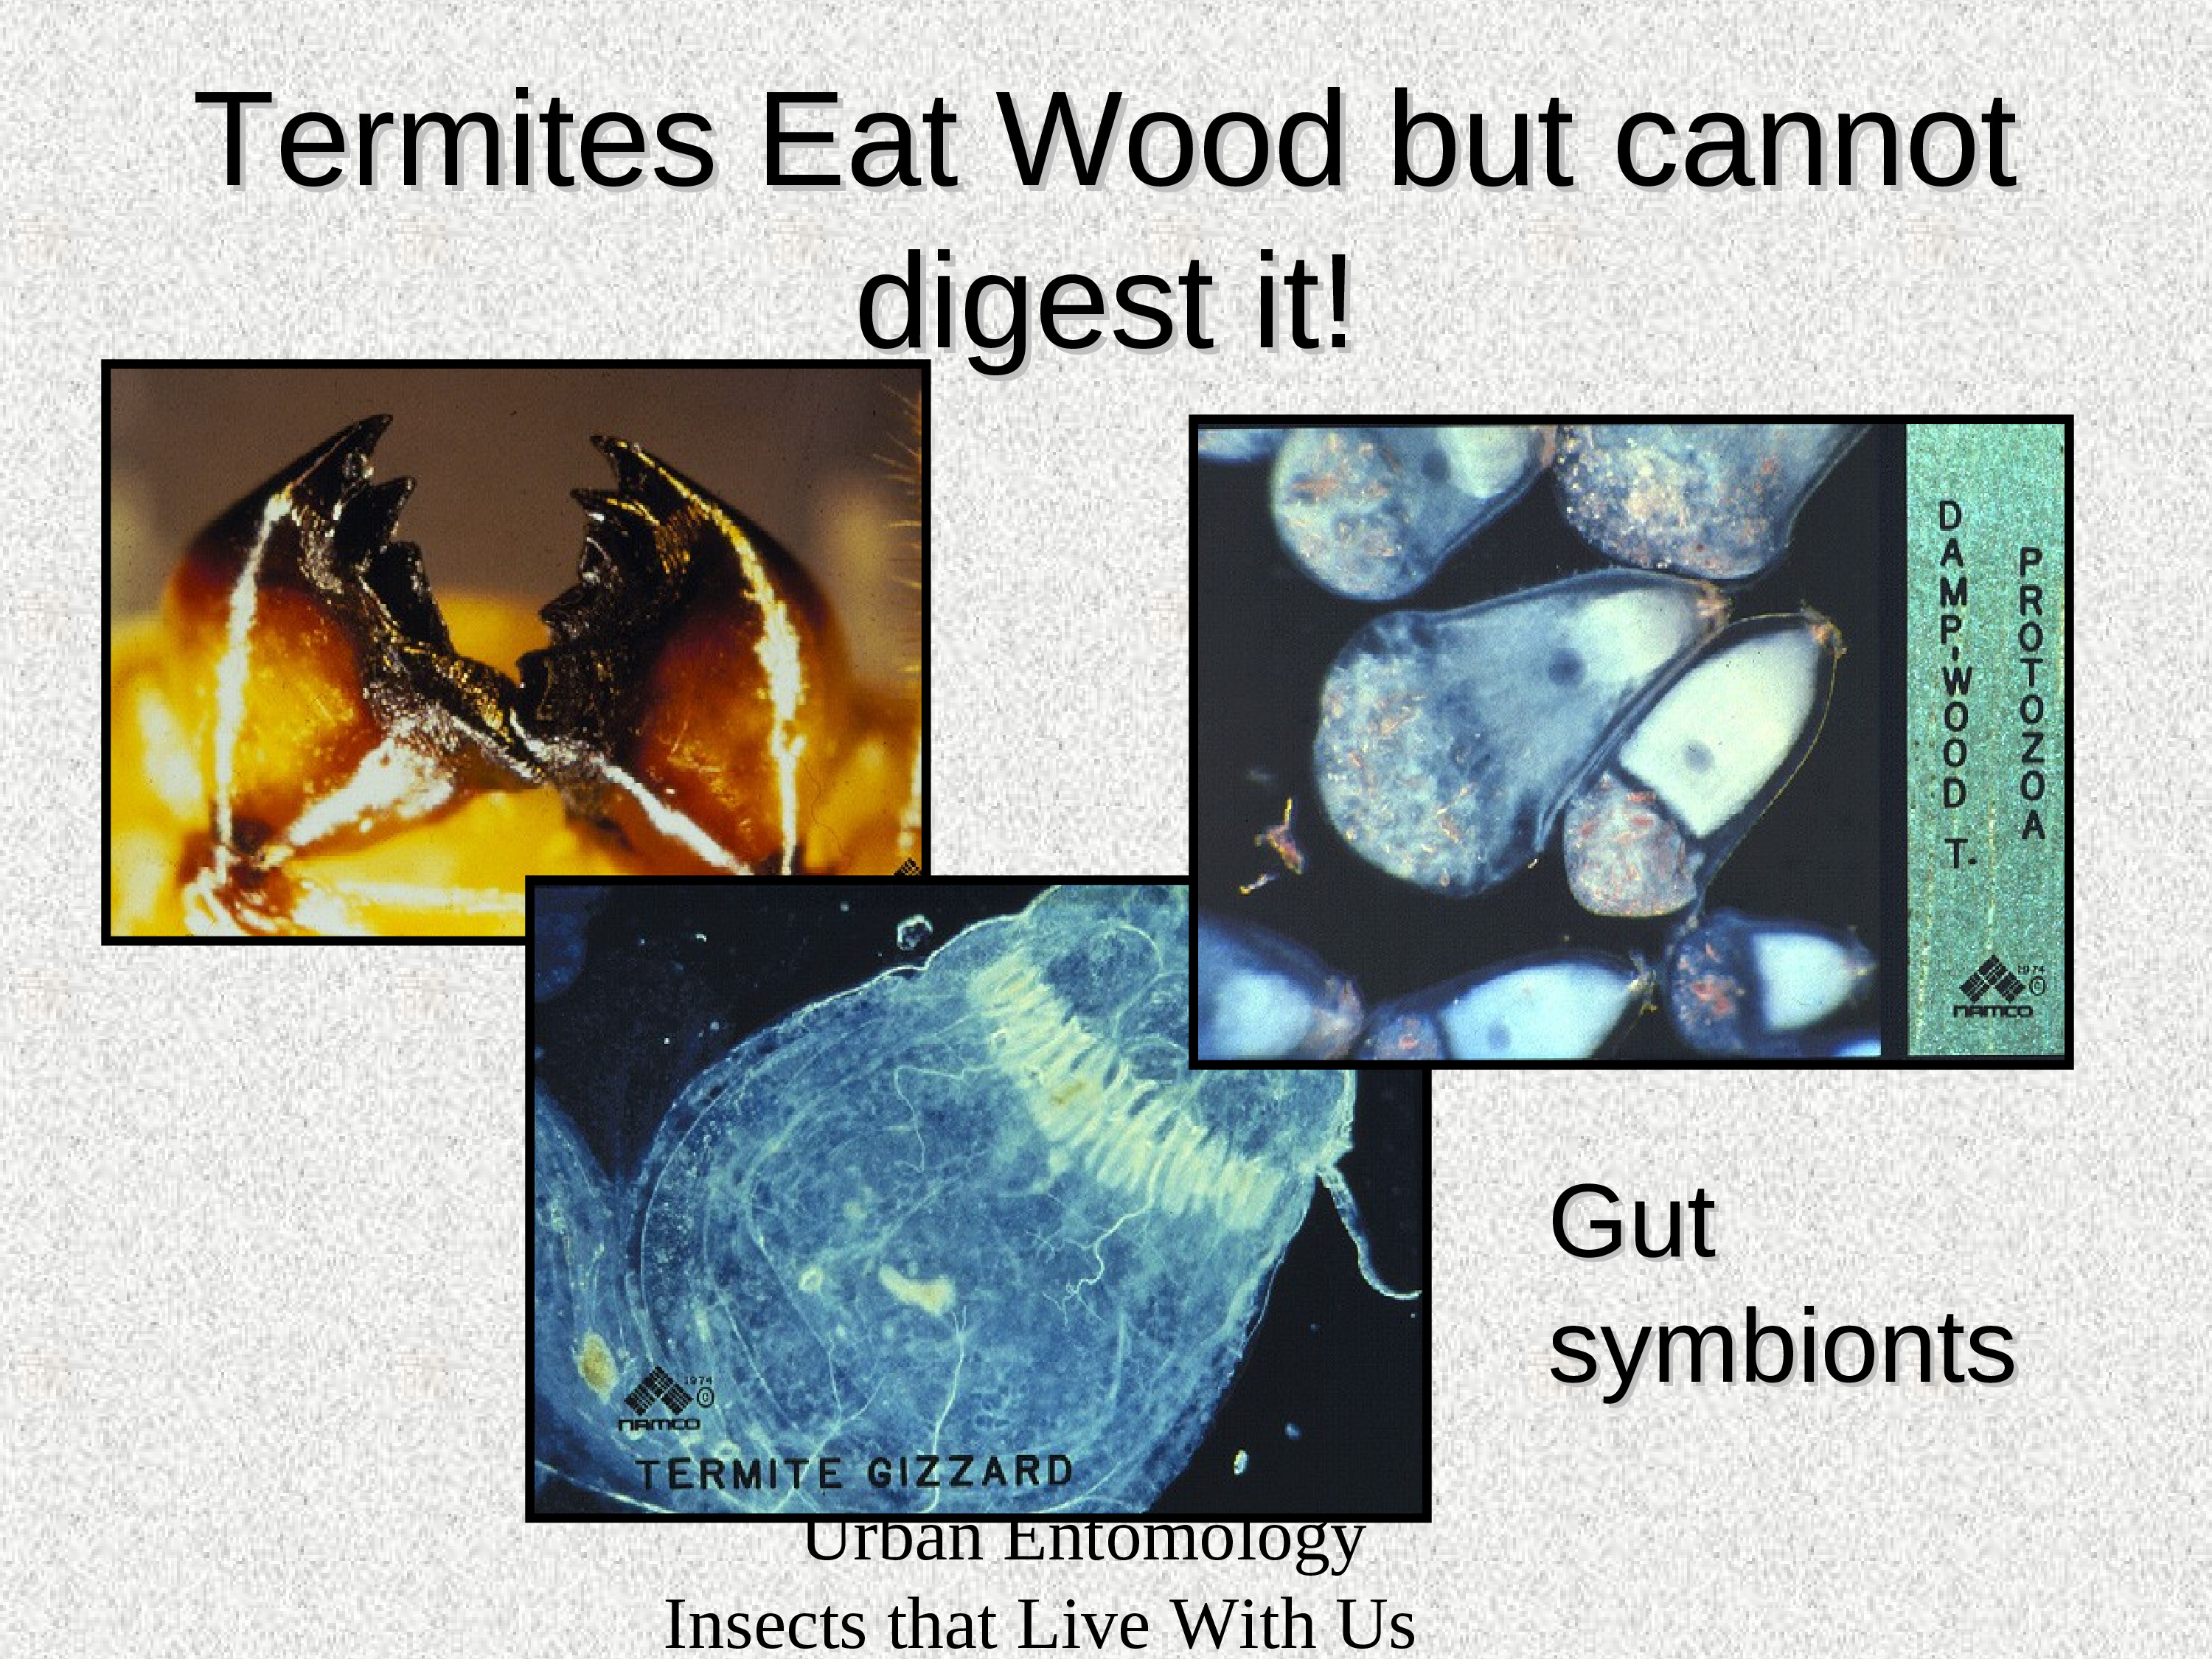 Termites Eat Wood but cannot
digest it!
DAMP-WOOD T.
PROTOZOA
1974
©
NAMCO
1974
©
NAMCO
TERMITE GIZZARD
Gut
symbionts
Urban Entomology
Insects that Live With Us